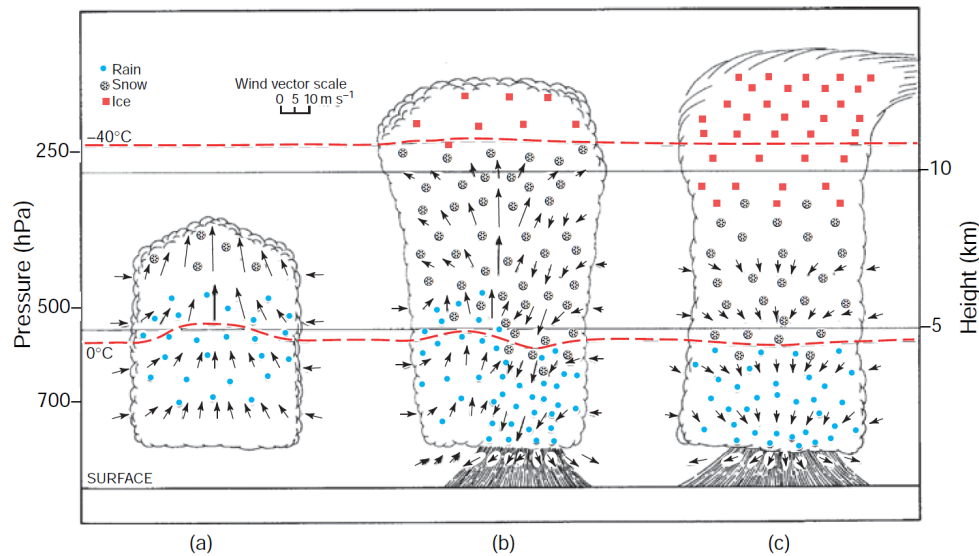 Rain
Snow
Ice
Wind vector scale
0 5 10 m s⁻¹
−40°C
250
10
Pressure (hPa)
Height (km)
500
5
0°C
700
SURFACE
(a)
(b)
(c)